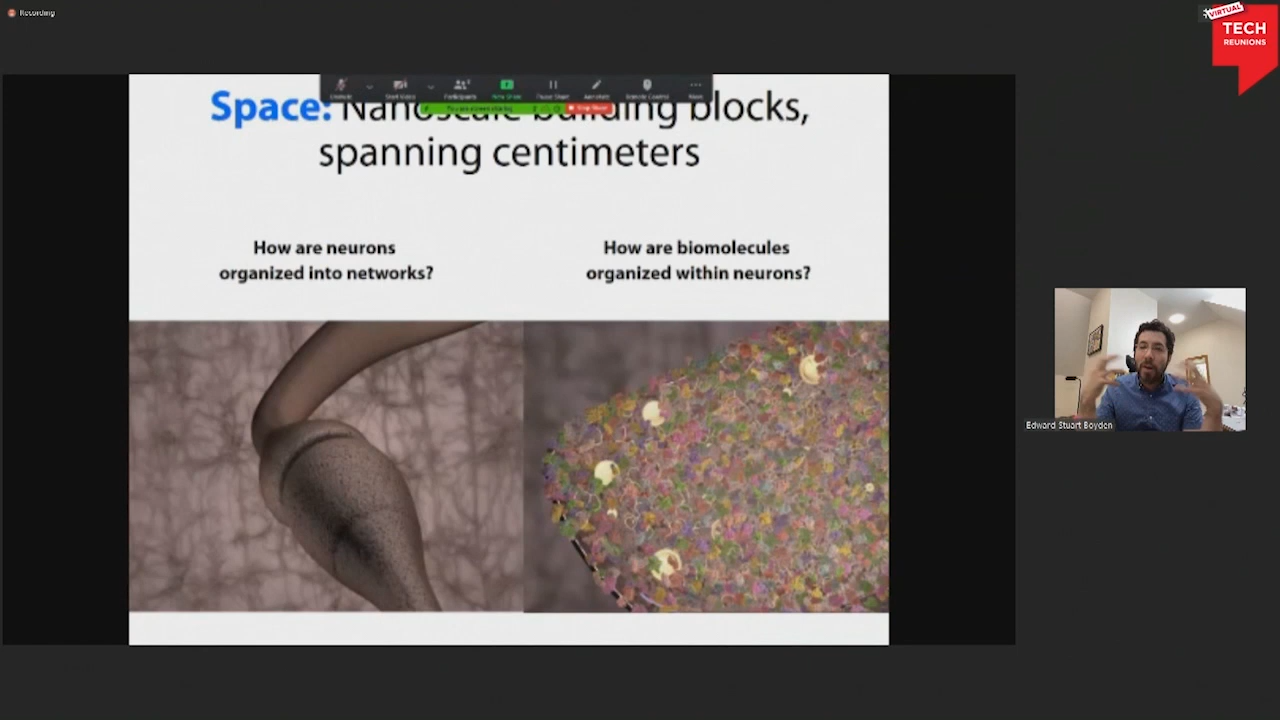 Recording
VIRTUAL
TECH
REUNIONS
Space: Nanoscale building blocks,
spanning centimeters
How are neurons
organized into networks?
How are biomolecules
organized within neurons?
Edward Stuart Boyden